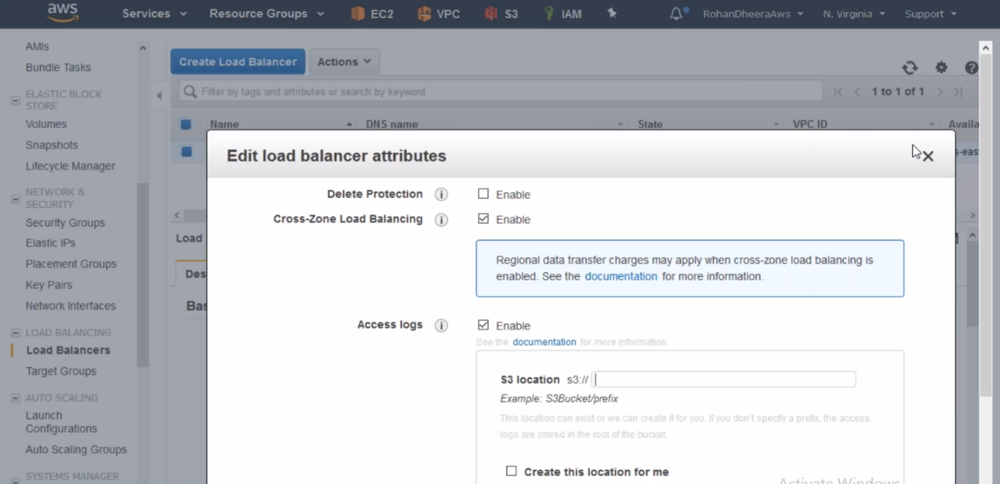 aws Services Resource Groups EC2 VPC S3 IAM RohanDheeraAws N. Virginia Support
AMIs
Bundle Tasks
ELASTIC BLOCK
STORE
Volumes
Snapshots
Lifecycle Manager
NETWORK &
SECURITY
Security Groups
Elastic IPs
Placement Groups
Key Pairs
Network Interfaces
LOAD BALANCING
Load Balancers
Target Groups
AUTO SCALING
Launch
Configurations
Auto Scaling Groups
SYSTEMS MANAGER
Create Load Balancer Actions
Filter by tags and attributes or search by keyword 1 to 1 of 1
Name DNS name State VPC ID Availa
s-eas
Load
Des
Bas
Edit load balancer attributes
Delete Protection i Enable
Cross-Zone Load Balancing i Enable
Regional data transfer charges may apply when cross-zone load balancing is
enabled. See the documentation for more information.
Access logs i Enable
See the documentation for more information.
S3 location s3://
Example: S3Bucket/prefix
This location can exist or we can create it for you. If you don't specify a prefix, the access
logs are stored in the root of the bucket.
Create this location for me
Activate Windows